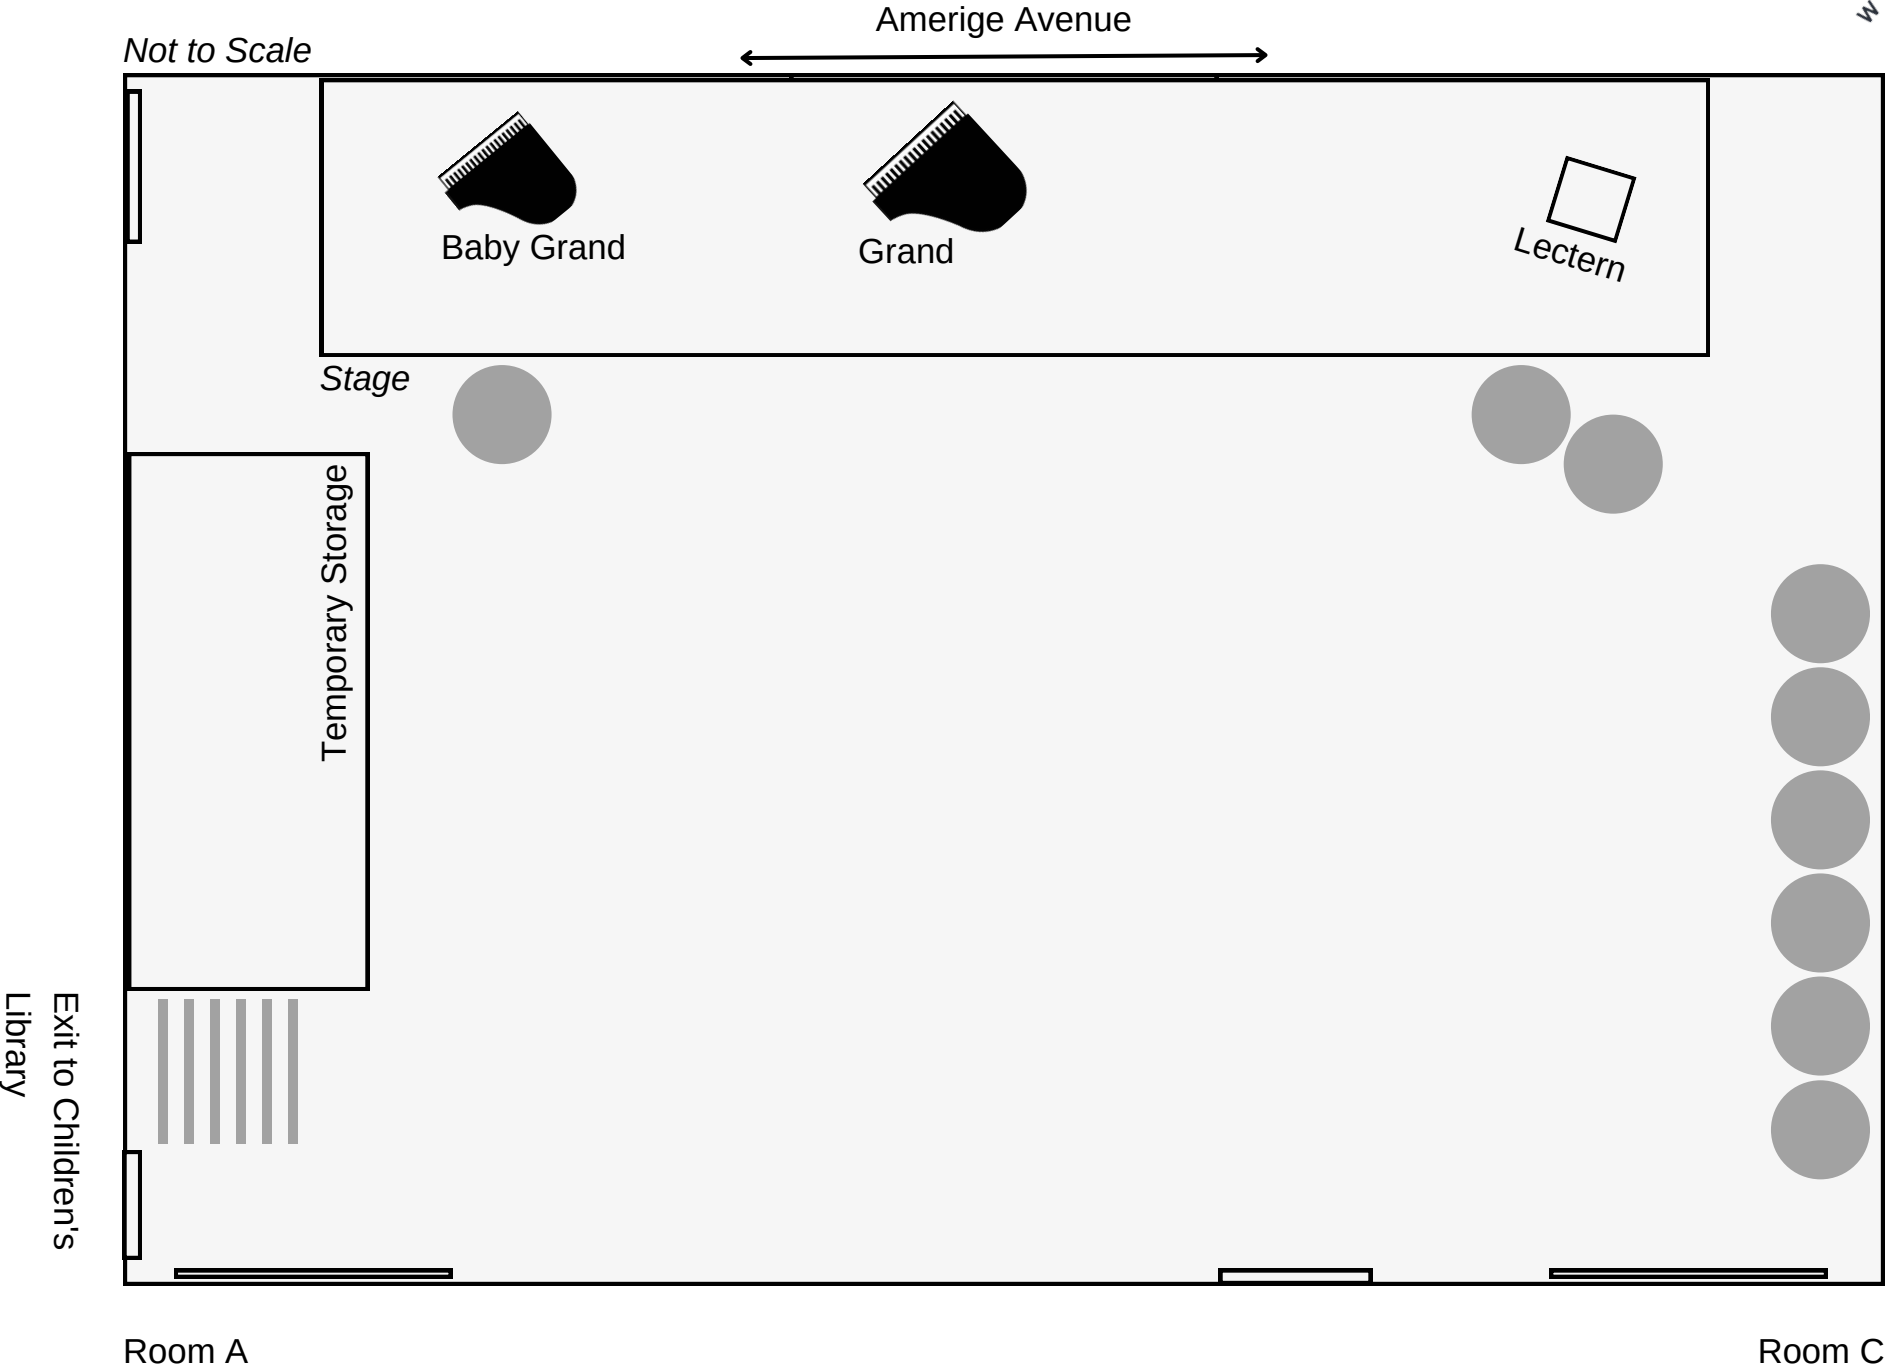 Amerige Avenue
W
Not to Scale
Baby Grand
Grand
Lectern
Stage
Temporary Storage
Exit to Children's
Library
Room A
Room C